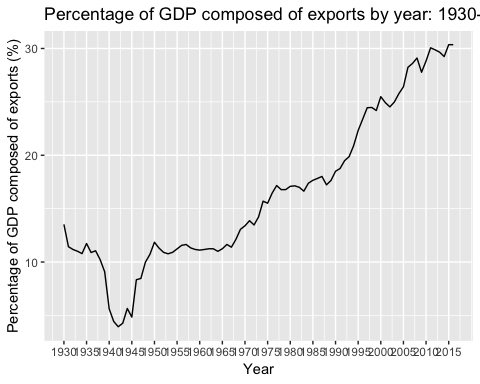 Percentage of GDP composed of exports by year: 1930-
Percentage of GDP composed of exports (%)
30
20
10
1930 1935 1940 1945 1950 1955 1960 1965 1970 1975 1980 1985 1990 1995 2000 2005 2010 2015
Year